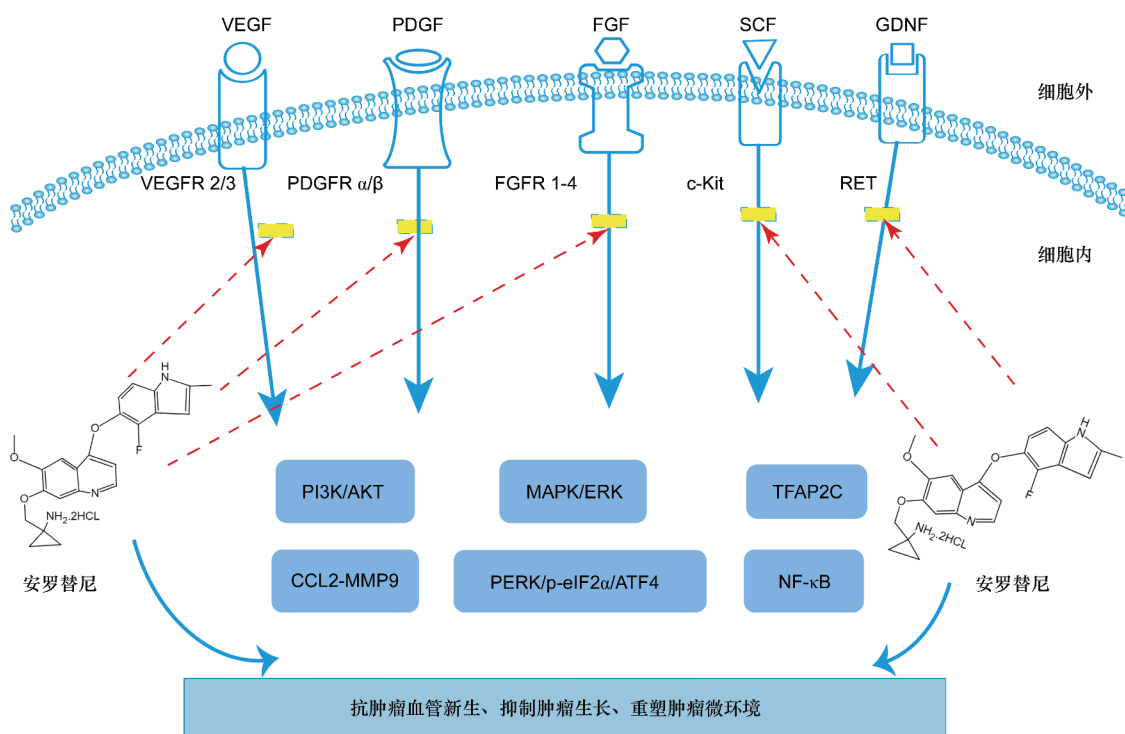 VEGF
PDGF
FGF
SCF
GDNF
细胞外
VEGFR 2/3
PDGFR α/β
FGFR 1-4
c-Kit
RET
细胞内
H
N
O
F
O
N
O
NH2.2HCL
安罗替尼
H
N
O
F
O
N
O
NH2.2HCL
安罗替尼
PI3K/AKT
MAPK/ERK
TFAP2C
CCL2-MMP9
PERK/p-eIF2α/ATF4
NF-κB
抗肿瘤血管新生、抑制肿瘤生长、重塑肿瘤微环境